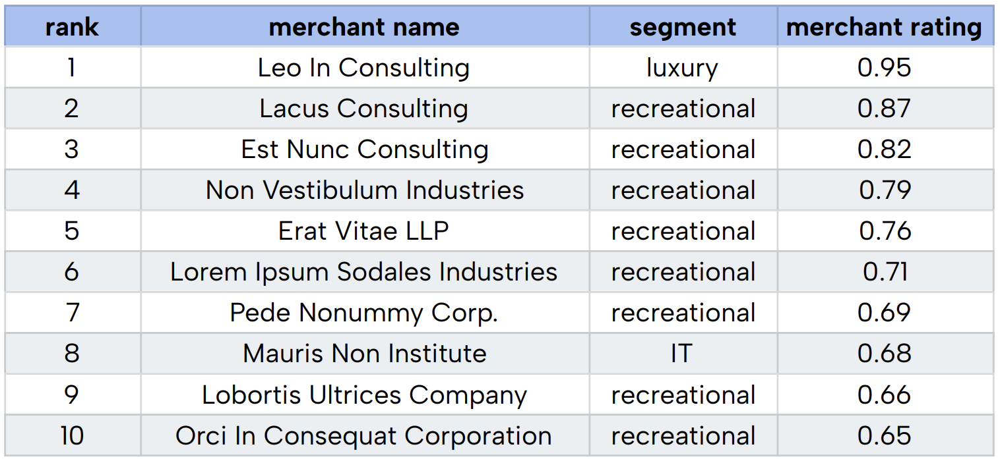 rank merchant name segment merchant rating
1 Leo In Consulting luxury 0.95
2 Lacus Consulting recreational 0.87
3 Est Nunc Consulting recreational 0.82
4 Non Vestibulum Industries recreational 0.79
5 Erat Vitae LLP recreational 0.76
6 Lorem Ipsum Sodales Industries recreational 0.71
7 Pede Nonummy Corp. recreational 0.69
8 Mauris Non Institute IT 0.68
9 Lobortis Ultrices Company recreational 0.66
10 Orci In Consequat Corporation recreational 0.65